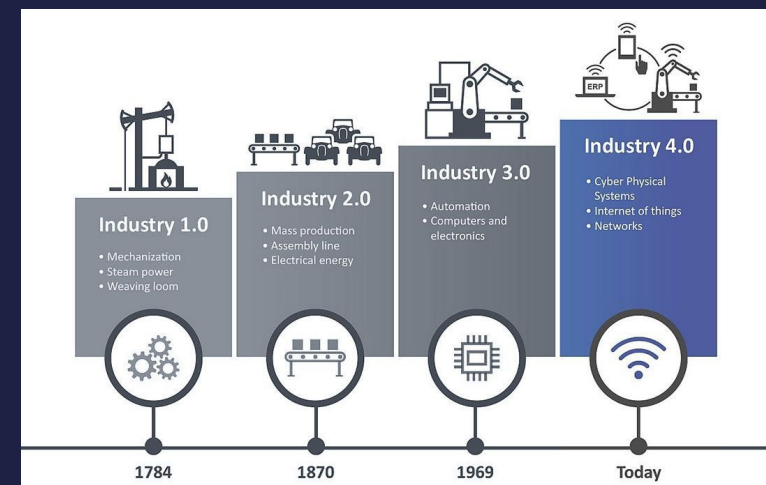 ERP
Industry 1.0
• Mechanization
• Steam power
• Weaving loom
Industry 2.0
• Mass production
• Assembly line
• Electrical energy
Industry 3.0
• Automation
• Computers and
electronics
Industry 4.0
• Cyber Physical
Systems
• Internet of things
• Networks
1784
1870
1969
Today